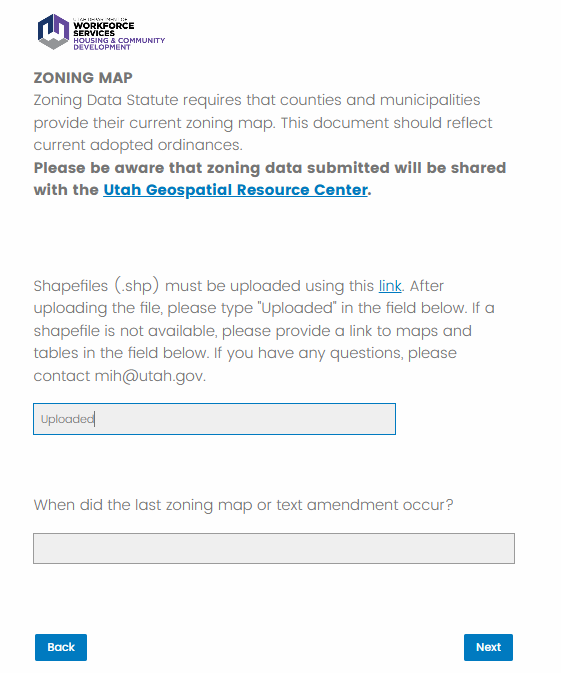 UTAH DEPARTMENT OF
WORKFORCE
SERVICES
HOUSING & COMMUNITY
DEVELOPMENT
ZONING MAP
Zoning Data Statute requires that counties and municipalities
provide their current zoning map. This document should reflect
current adopted ordinances.
Please be aware that zoning data submitted will be shared
with the Utah Geospatial Resource Center.
Shapefiles (.shp) must be uploaded using this link. After
uploading the file, please type "Uploaded" in the field below. If a
shapefile is not available, please provide a link to maps and
tables in the field below. If you have any questions, please
contact mih@utah.gov.
Uploaded
When did the last zoning map or text amendment occur?
Back
Next